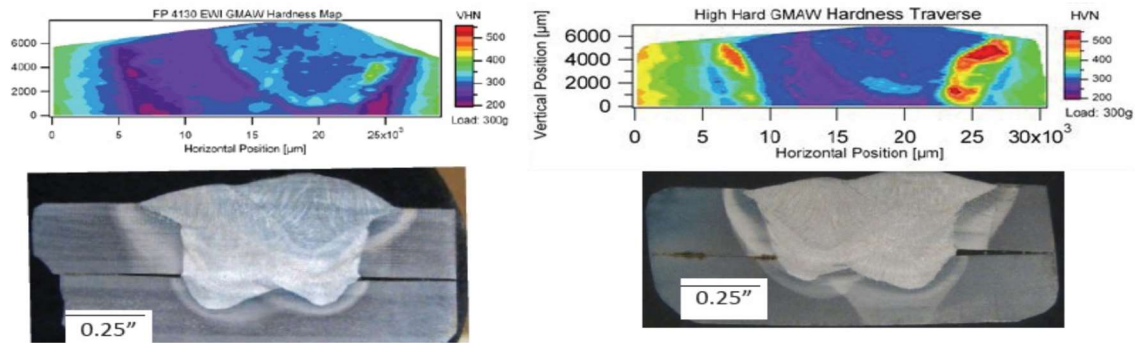 FP 4130 EWI GMAW Hardness Map
VHN
6000
4000
2000
0
500
400
300
200
Load: 300g
0
5
10
15
20
25x10³
Horizontal Position [µm]
High Hard GMAW Hardness Traverse
HVN
Vertical Position [µm]
6000
4000
2000
0
500
400
300
200
Load: 300g
0
5
10
15
20
25
30x10³
Horizontal Position [µm]
0.25”
0.25”